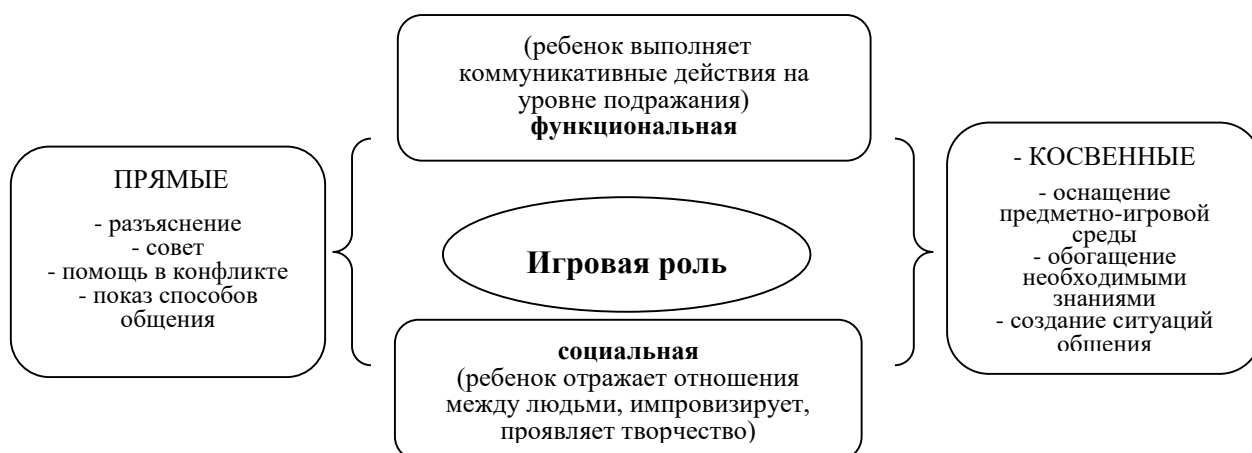 (ребенок выполняет
коммуникативные действия на
уровне подражания)
функциональная
ПРЯМЫЕ
- разъяснение
- совет
- помощь в конфликте
- показ способов
общения
Игровая роль
- КОСВЕННЫЕ
- оснащение
предметно-игровой
среды
- обогащение
необходимыми
знаниями
- создание ситуаций
общения
социальная
(ребенок отражает отношения
между людьми, импровизирует,
проявляет творчество)